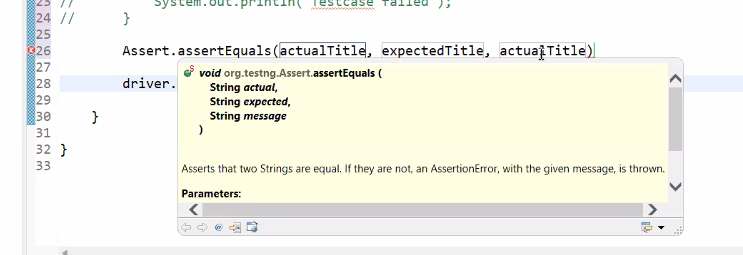 23 // System.out.println("Testcase failed");
24 // }
25
26 Assert.assertEquals(actualTitle, expectedTitle, actualTitle)
27
28 driver.
29
30 }
31
32 }
33
void org.testng.Assert.assertEquals (
String actual,
String expected,
String message
)
Asserts that two Strings are equal. If they are not, an AssertionError, with the given message, is thrown.
Parameters: